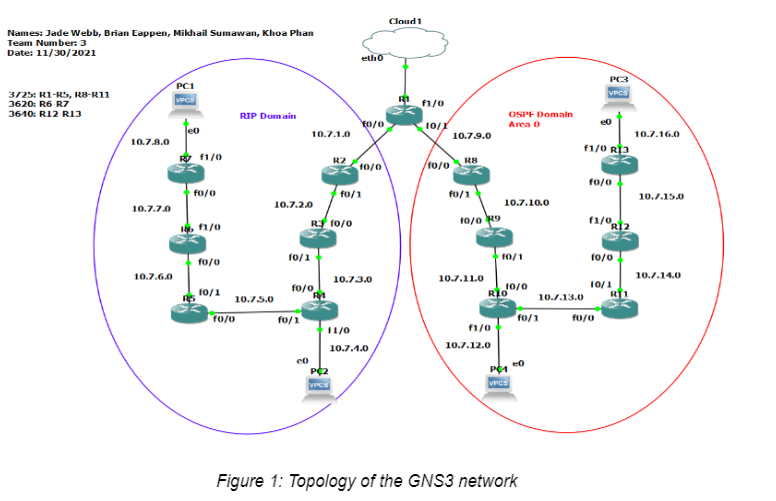 Names: Jade Webb, Brian Eappen, Mikhail Sumawan, Khoa Phan
Team Number: 3
Date: 11/30/2021
Cloud1
eth0
3725: R1-R5, R8-R11
3620: R6 R7
3640: R12 R13
PC1
VPCS
e0
10.7.8.0
R7
f1/0
f0/0
10.7.7.0
f1/0
R6
f0/0
10.7.6.0
f0/1
R5
f0/0
10.7.5.0
RIP Domain
R1
f1/0
f0/0
f0/1
10.7.1.0
R2
f0/0
f0/1
10.7.2.0
R3
f0/0
f0/1
10.7.3.0
f0/0
R4
f0/1
f1/0
10.7.4.0
e0
PC2
VPCS
OSPF Domain
Area 0
10.7.9.0
f0/0
R8
f0/1
10.7.10.0
f0/0
R9
f0/1
10.7.11.0
f0/0
R10
f0/1
f1/0
10.7.12.0
e0
PC4
VPCS
10.7.13.0
f0/0
R11
f0/1
10.7.14.0
f0/0
R12
f1/0
10.7.15.0
f0/0
R13
f1/0
10.7.16.0
e0
PC3
VPCS
Figure 1: Topology of the GNS3 network